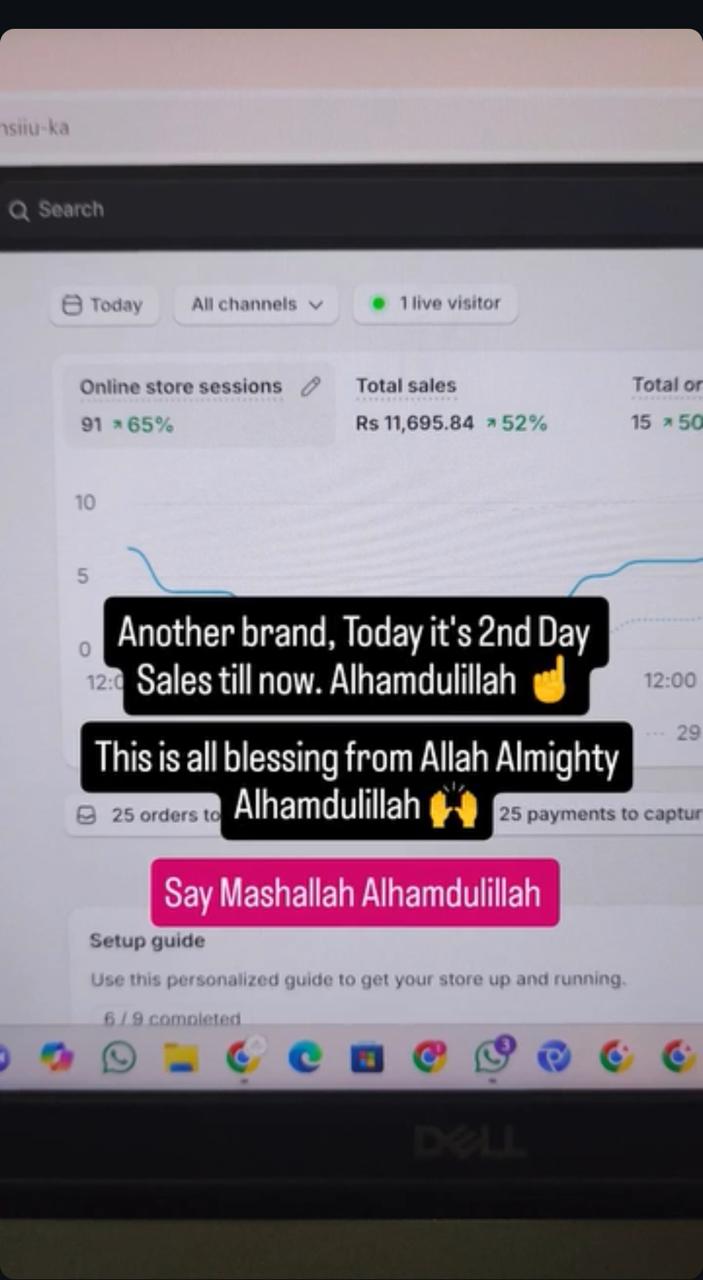 nsiiu-ka
Search
Today
All channels
1 live visitor
Online store sessions
Total sales
Total or
91 65%
Rs 11,695.84 52%
15 50
10
5
0
Another brand, Today it's 2nd Day
Sales till now. Alhamdulillah ☝️
12:0
12:00
29
This is all blessing from Allah Almighty
Alhamdulillah 🙌
25 orders to
25 payments to captur
Say Mashallah Alhamdulillah
Setup guide
Use this personalized guide to get your store up and running.
6 / 9 completed
3
DELL